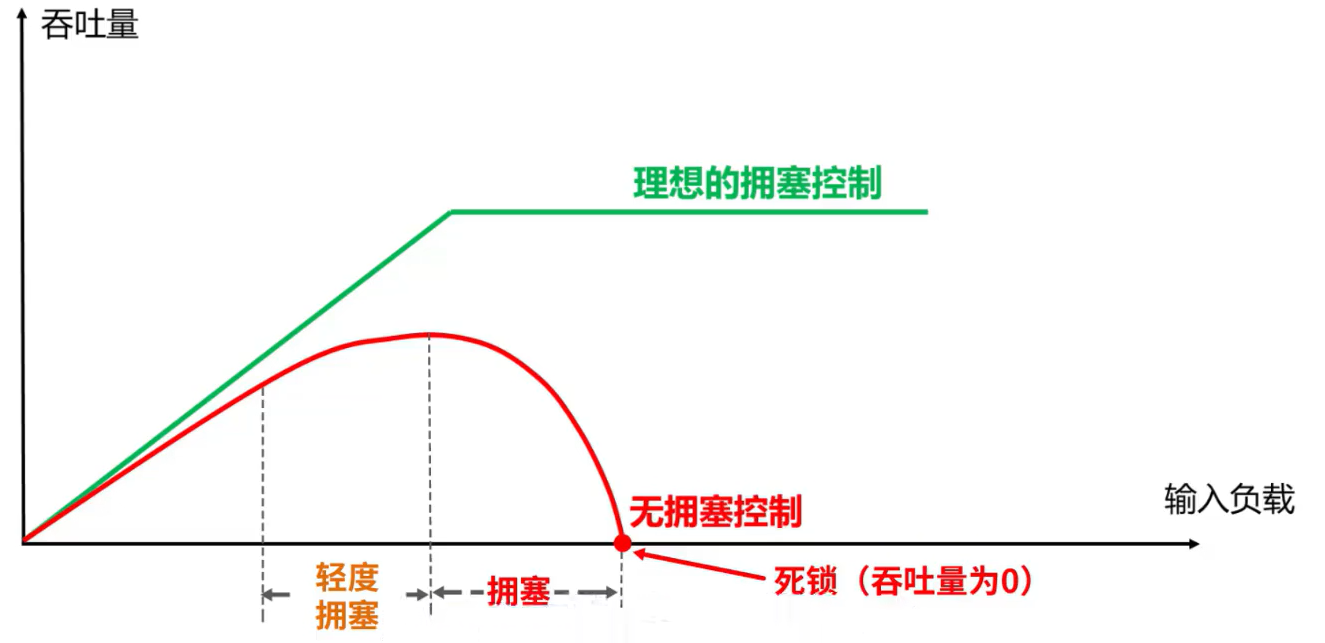 吞吐量
理想的拥塞控制
无拥塞控制
输入负载
轻度
拥塞
拥塞
死锁（吞吐量为0）